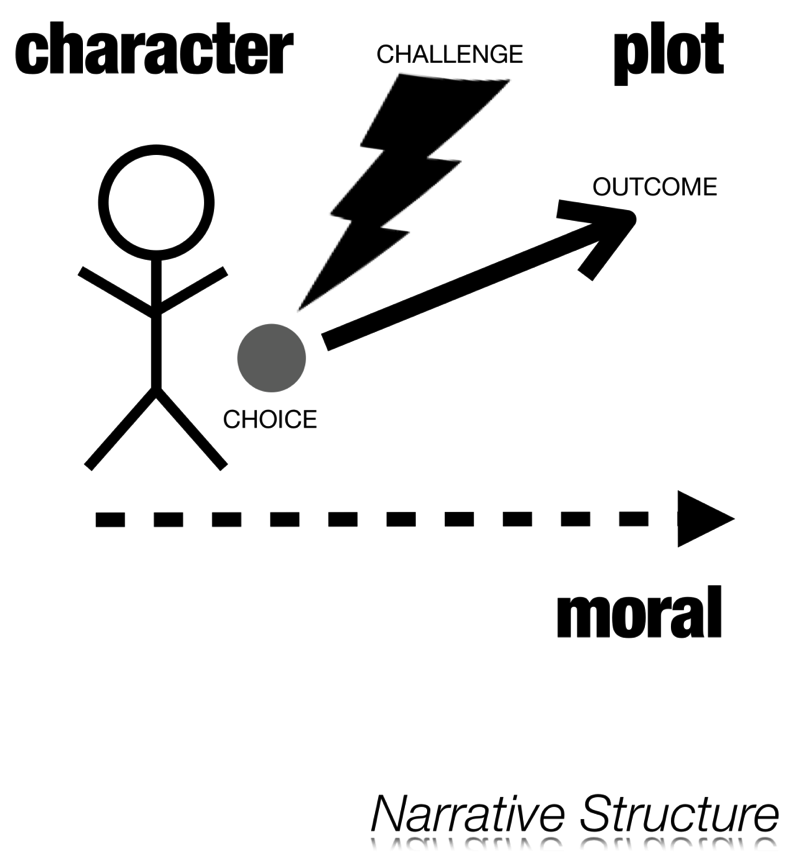 character
CHALLENGE
plot
OUTCOME
CHOICE
moral
Narrative Structure